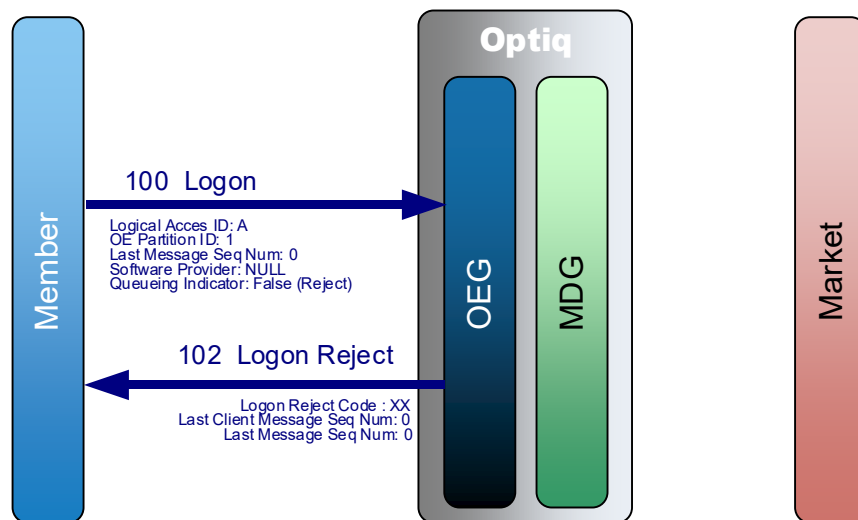 Optiq
Member
100 Logon
Logical Acces ID: A
OE Partition ID: 1
Last Message Seq Num: 0
Software Provider: NULL
Queueing Indicator: False (Reject)
OEG
MDG
Market
102 Logon Reject
Logon Reject Code : XX
Last Client Message Seq Num: 0
Last Message Seq Num: 0